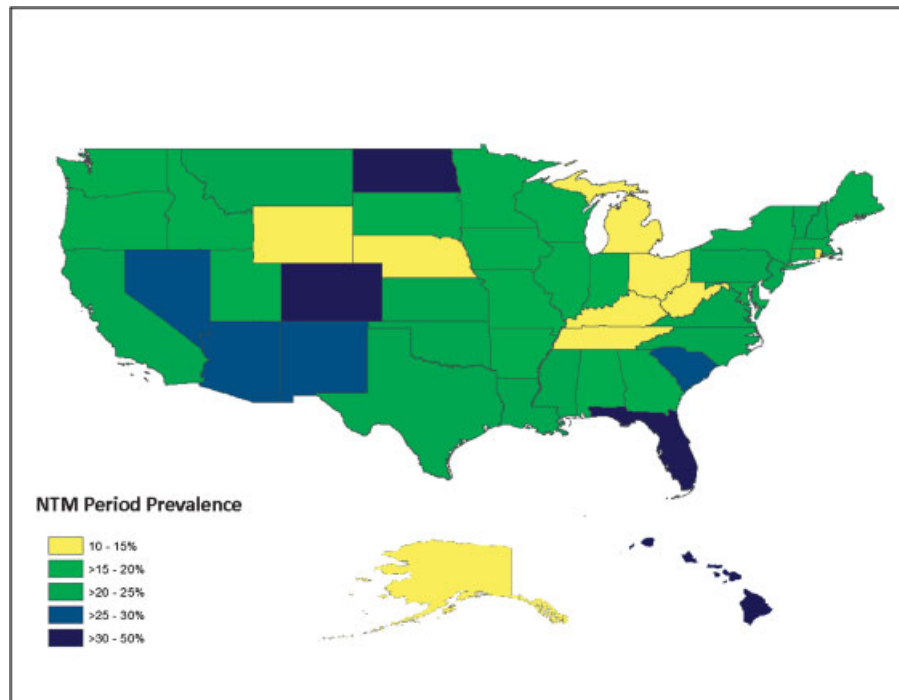 NTM Period Prevalence
10 - 15%
>15 - 20%
>20 - 25%
>25 - 30%
>30 - 50%